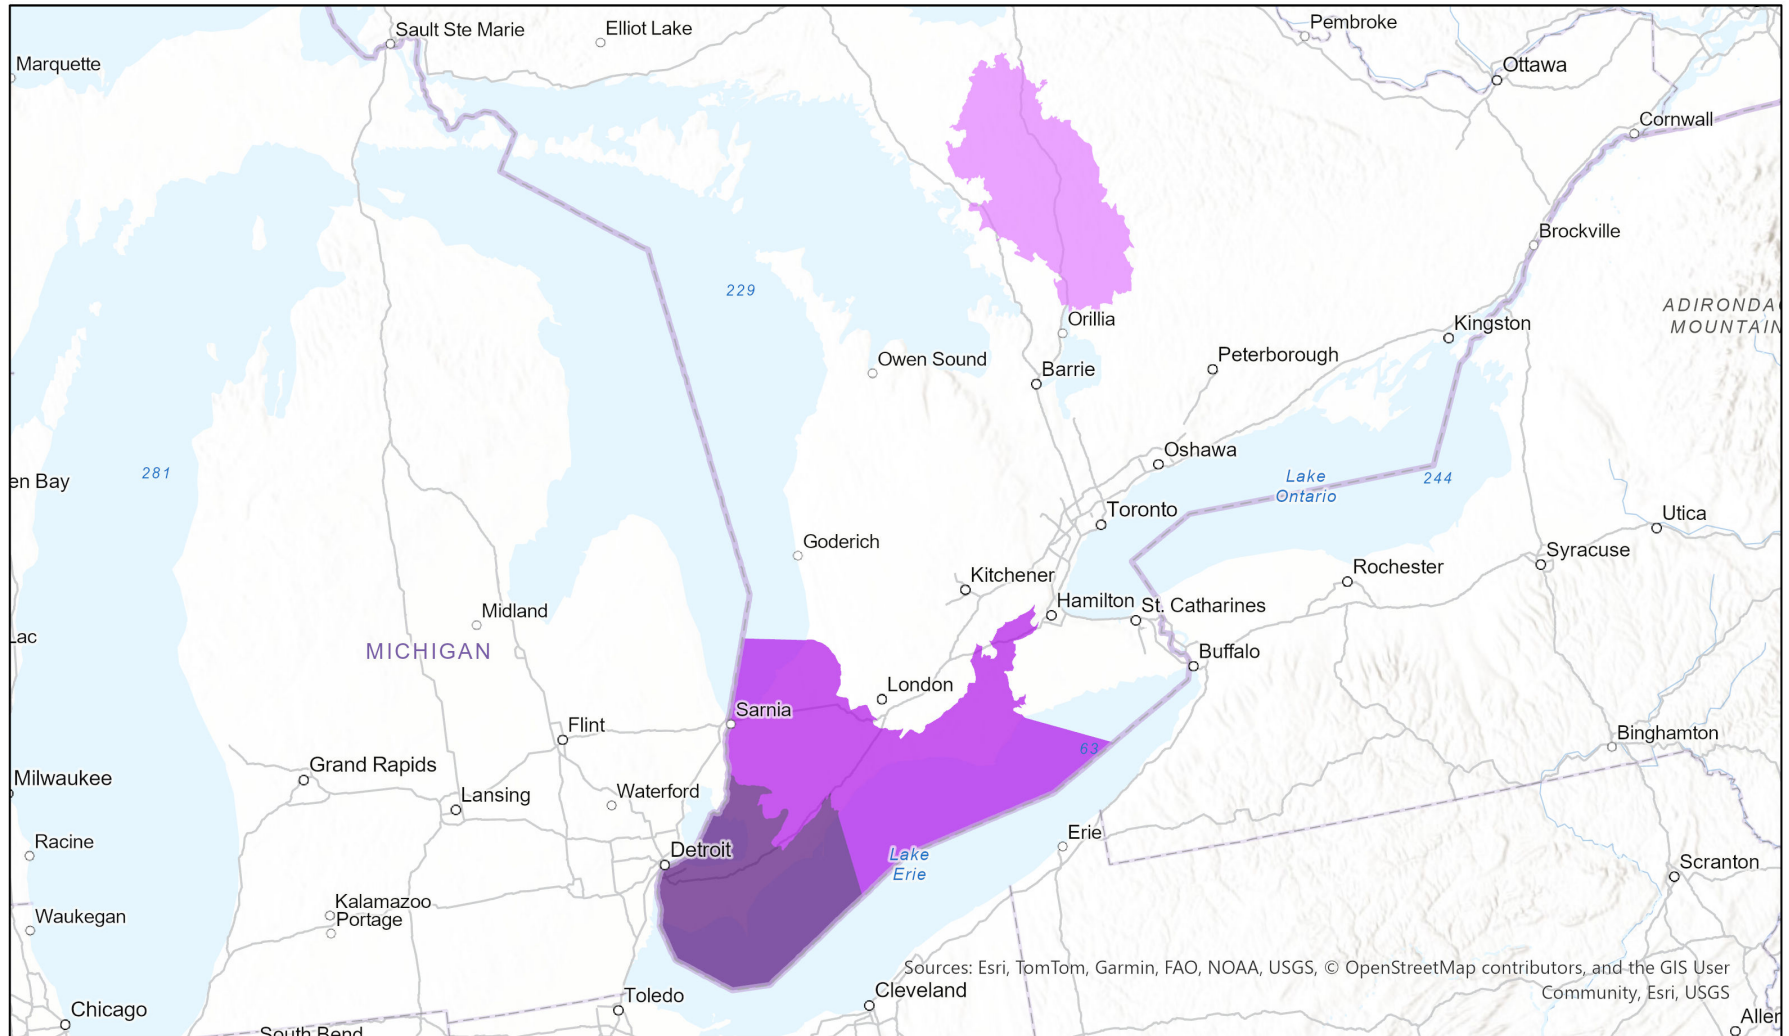 Pembroke
Sault Ste Marie
Elliot Lake
Marquette
Ottawa
Cornwall
Brockville
229
ADIRONDA
MOUNTAIN
Orillia
Kingston
Owen Sound
Peterborough
Barrie
Oshawa
281
en Bay
Lake
Ontario
244
Toronto
Utica
Goderich
Syracuse
Rochester
Kitchener
Hamilton
St. Catharines
Midland
Lac
MICHIGAN
Buffalo
London
Sarnia
Flint
63
Binghamton
Grand Rapids
Milwaukee
Lansing
Waterford
Racine
Erie
Detroit
Lake
Erie
Scranton
Kalamazoo
Waukegan
Portage
Sources: Esri, TomTom, Garmin, FAO, NOAA, USGS, © OpenStreetMap contributors, and the GIS User
Community, Esri, USGS
Toledo
Cleveland
Chicago
Aller
South Bend